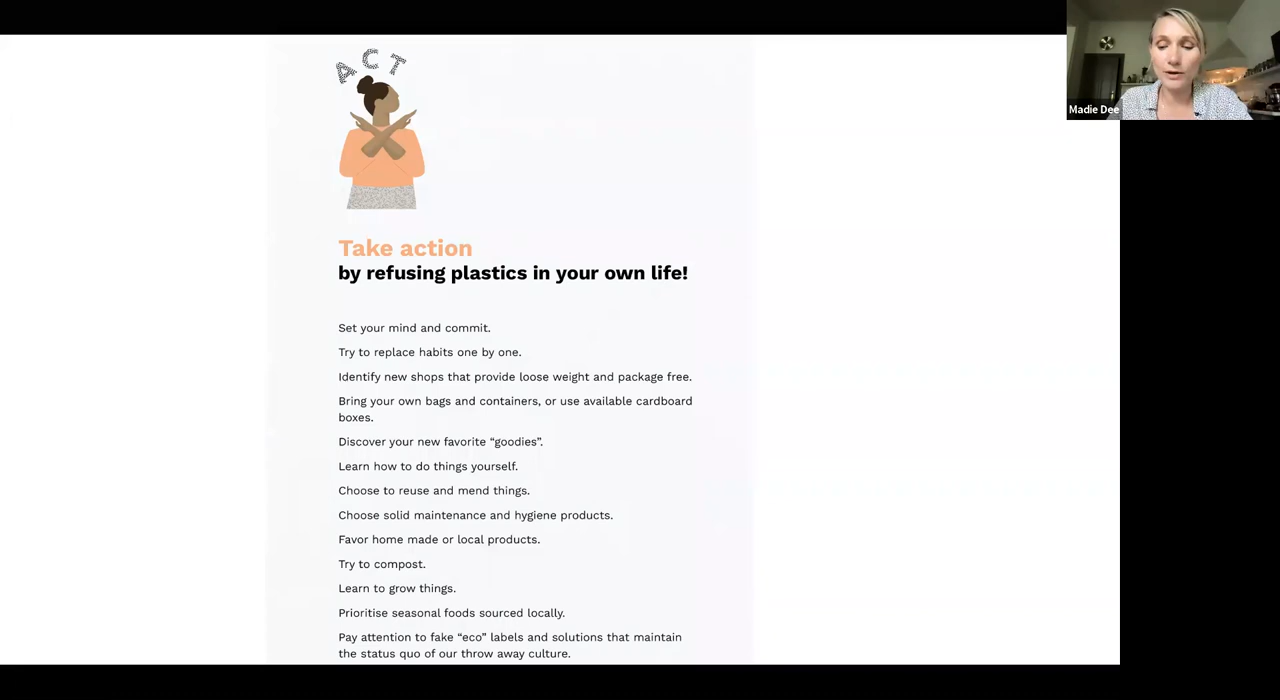 ACT
Madie Dee
Take action
by refusing plastics in your own life!
Set your mind and commit.
Try to replace habits one by one.
Identify new shops that provide loose weight and package free.
Bring your own bags and containers, or use available cardboard
boxes.
Discover your new favorite “goodies”.
Learn how to do things yourself.
Choose to reuse and mend things.
Choose solid maintenance and hygiene products.
Favor home made or local products.
Try to compost.
Learn to grow things.
Prioritise seasonal foods sourced locally.
Pay attention to fake “eco” labels and solutions that maintain
the status quo of our throw away culture.